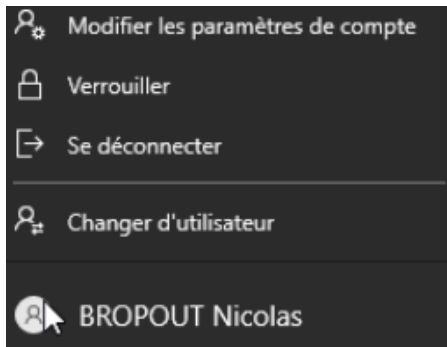 Modifier les paramètres de compte
Verrouiller
Se déconnecter
Changer d'utilisateur
BROPOUT Nicolas